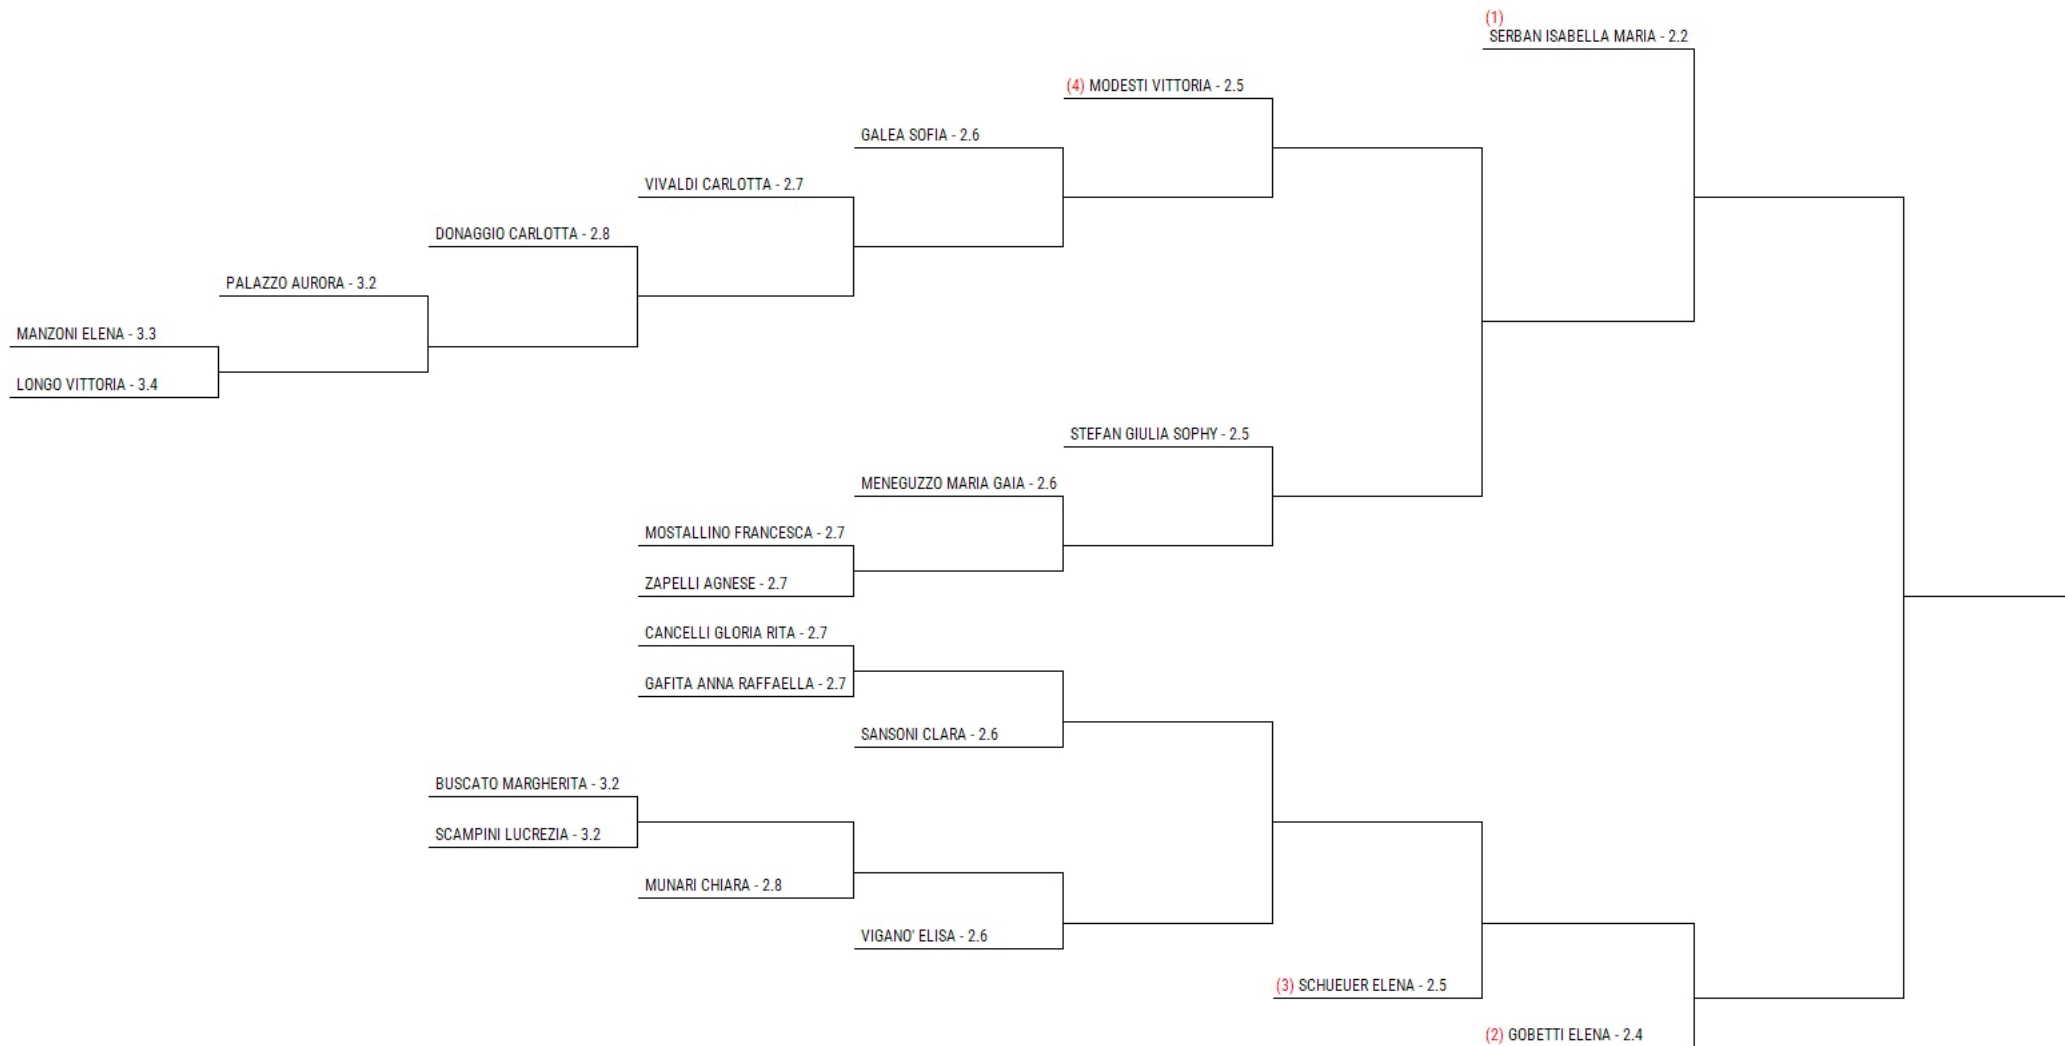 (1)
SERBAN ISABELLA MARIA - 2.2
(4) MODESTI VITTORIA - 2.5
GALEA SOFIA - 2.6
VIVALDI CARLOTTA - 2.7
DONAGGIO CARLOTTA - 2.8
PALAZZO AURORA - 3.2
MANZONI ELENA - 3.3
LONGO VITTORIA - 3.4
STEFAN GIULIA SOPHY - 2.5
MENEGUZZO MARIA GAIA - 2.6
MOSTALLINO FRANCESCA - 2.7
ZAPELLI AGNESE - 2.7
CANCELLI GLORIA RITA - 2.7
GAFITA ANNA RAFFAELLA - 2.7
SANSONI CLARA - 2.6
BUSCATO MARGHERITA - 3.2
SCAMPINI LUCREZIA - 3.2
MUNARI CHIARA - 2.8
VIGANO' ELISA - 2.6
(3) SCHUEUER ELENA - 2.5
(2) GOBETTI ELENA - 2.4